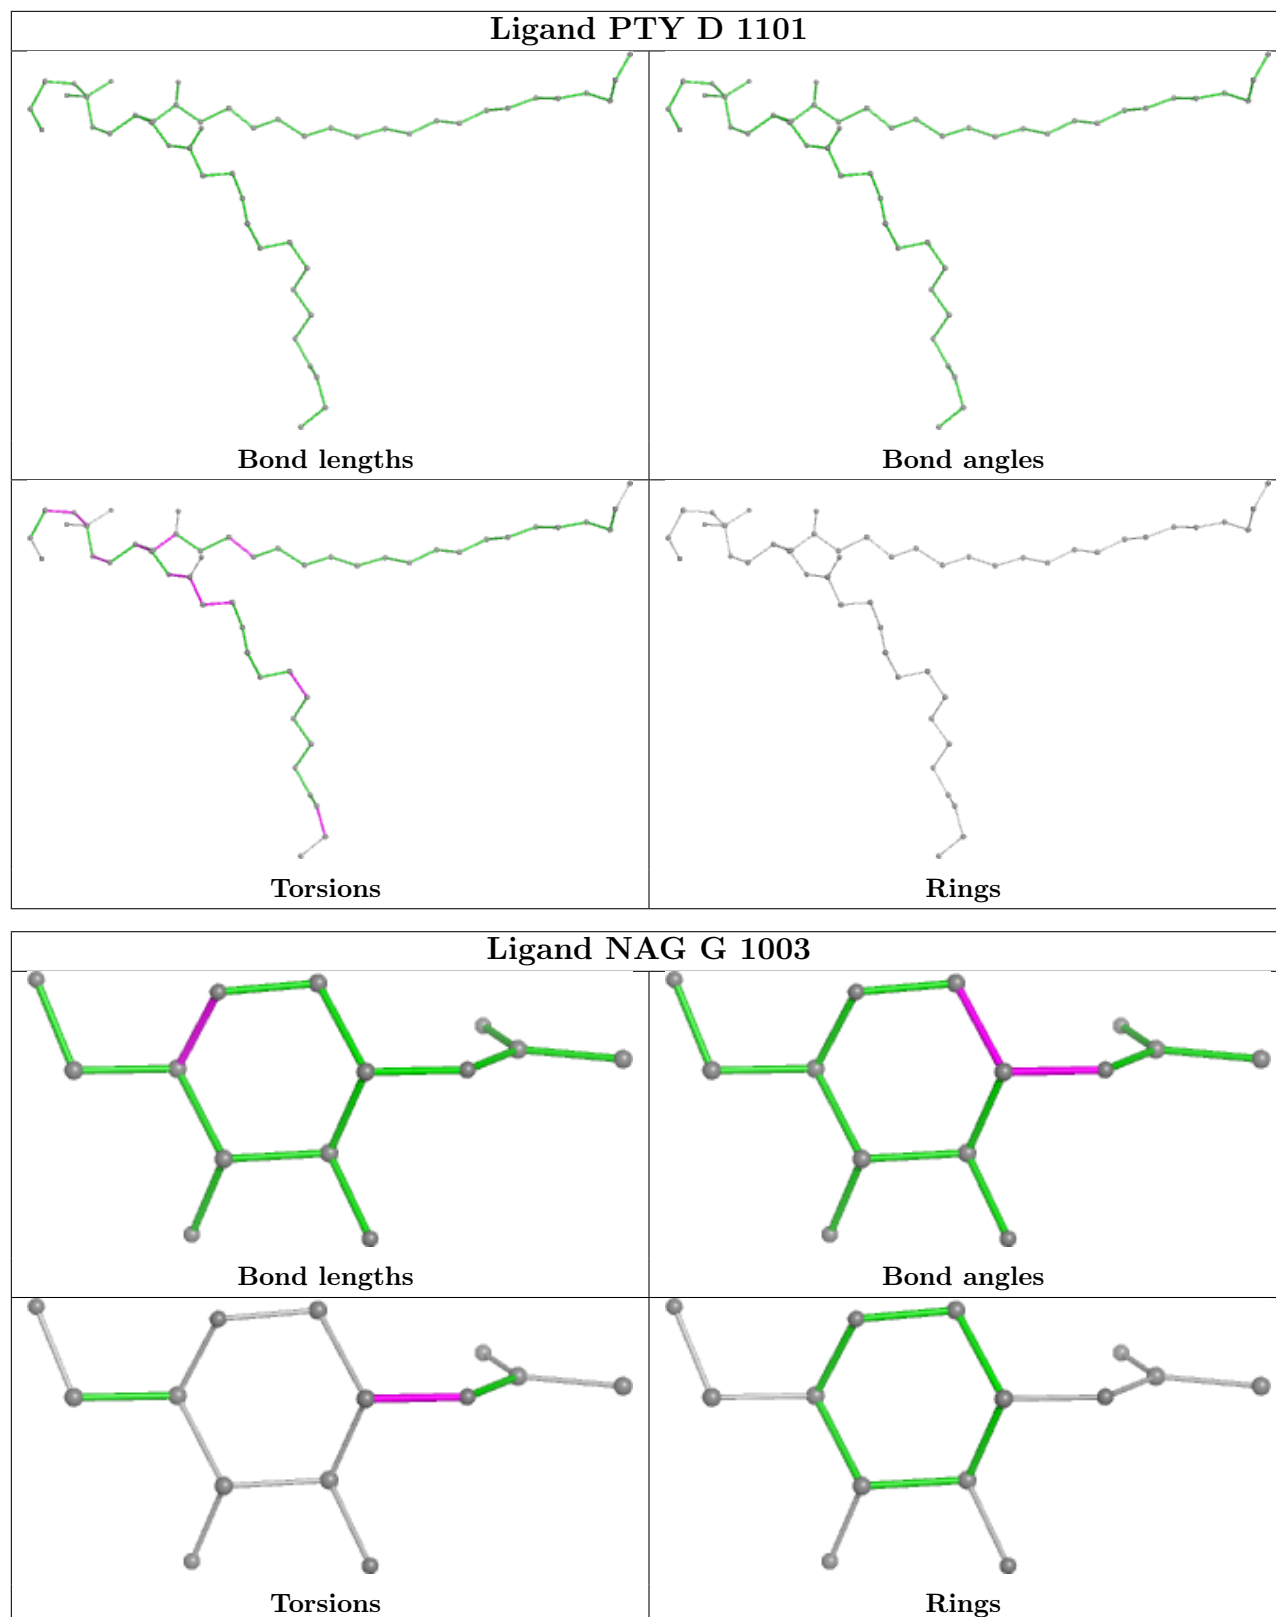 Ligand PTY D 1101
Bond lengths
Bond angles
Torsions
Rings
Ligand NAG G 1003
Bond lengths
Bond angles
Torsions
Rings